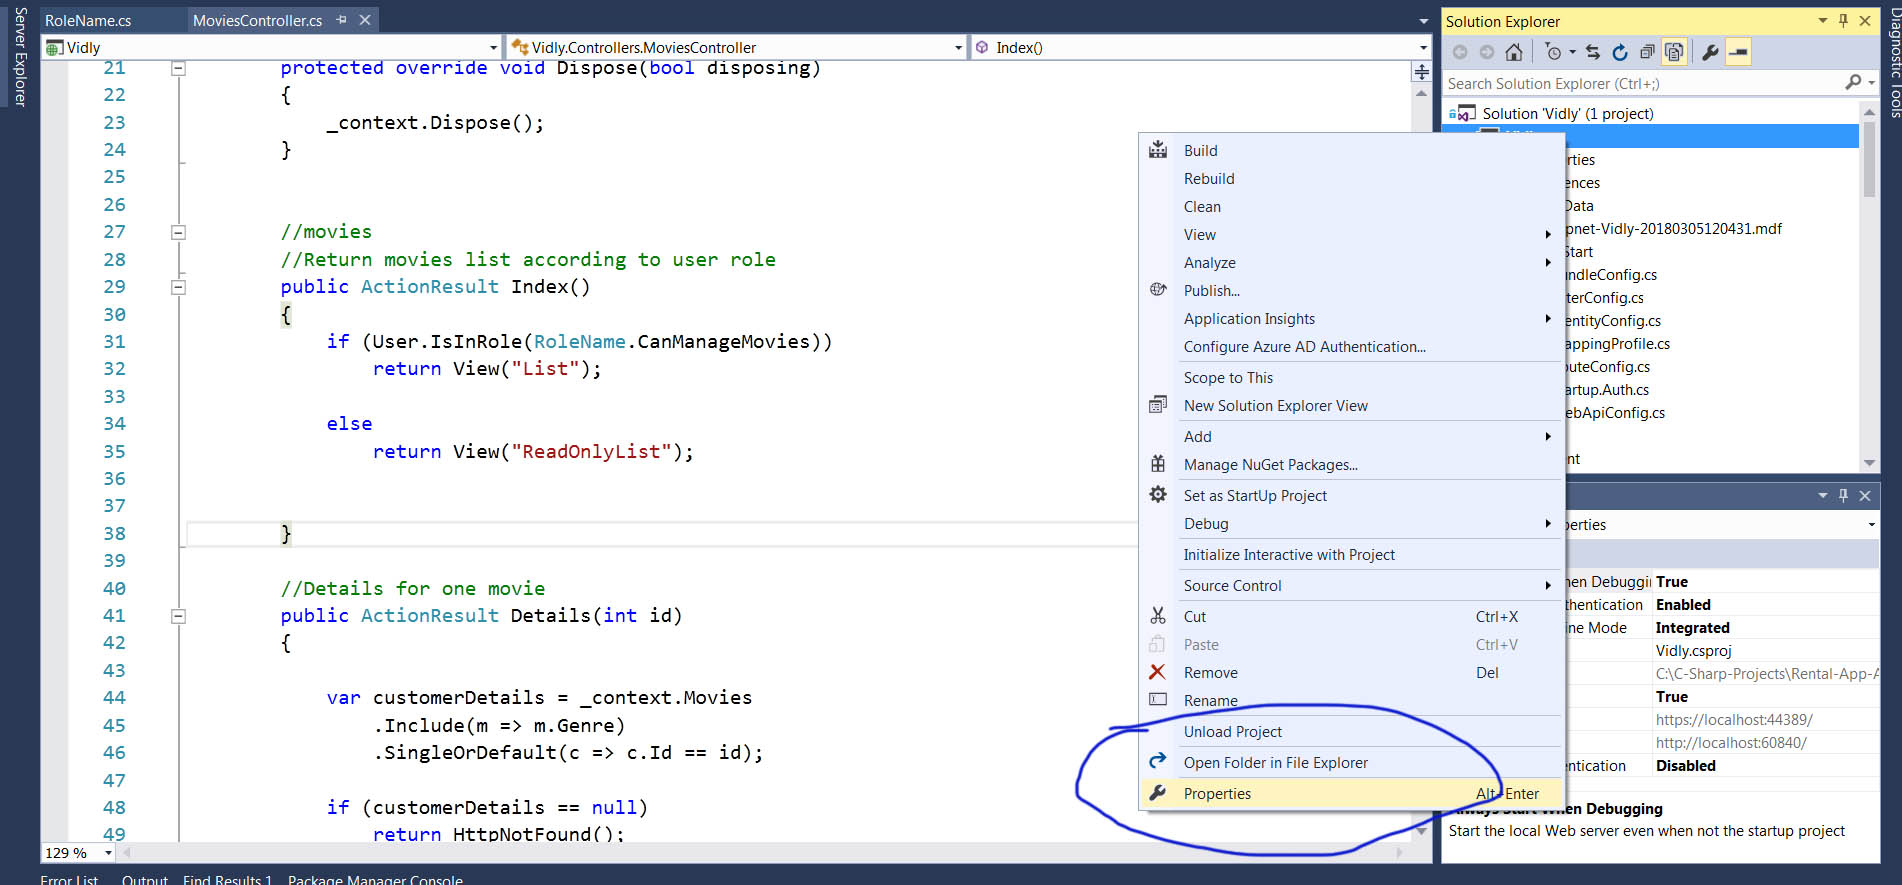 Server Explorer
RoleName.cs
MoviesController.cs
Vidly
Vidly.Controllers.MoviesController
Index()
21 protected override void Dispose(bool disposing)
22 {
23 _context.Dispose();
24 }
25
26
27 //movies
28 //Return movies list according to user role
29 public ActionResult Index()
30 {
31 if (User.IsInRole(RoleName.CanManageMovies))
32 return View("List");
33
34 else
35 return View("ReadOnlyList");
36
37
38 }
39
40 //Details for one movie
41 public ActionResult Details(int id)
42 {
43
44 var customerDetails = _context.Movies
45 .Include(m => m.Genre)
46 .SingleOrDefault(c => c.Id == id);
47
48 if (customerDetails == null)
49 return HttpNotFound();
129 %
Error List
Output
Find Results 1
Package Manager Console
Build
Rebuild
Clean
View
Analyze
Publish...
Application Insights
Configure Azure AD Authentication...
Scope to This
New Solution Explorer View
Add
Manage NuGet Packages...
Set as StartUp Project
Debug
Initialize Interactive with Project
Source Control
Cut Ctrl+X
Paste Ctrl+V
Remove Del
Rename
Unload Project
Open Folder in File Explorer
Properties Alt+Enter
Solution Explorer
Search Solution Explorer (Ctrl+;)
Solution 'Vidly' (1 project)
rties
ences
Data
pnet-Vidly-20180305120431.mdf
Start
ndleConfig.cs
terConfig.cs
entityConfig.cs
appingProfile.cs
uteConfig.cs
artup.Auth.cs
ebApiConfig.cs
nt
perties
hen Debuggi True
thentication Enabled
ine Mode Integrated
Vidly.csproj
C:\C-Sharp-Projects\Rental-App-A
True
https://localhost:44389/
http://localhost:60840/
entication Disabled
Always Start When Debugging
Start the local Web server even when not the startup project
Diagnostic Tools